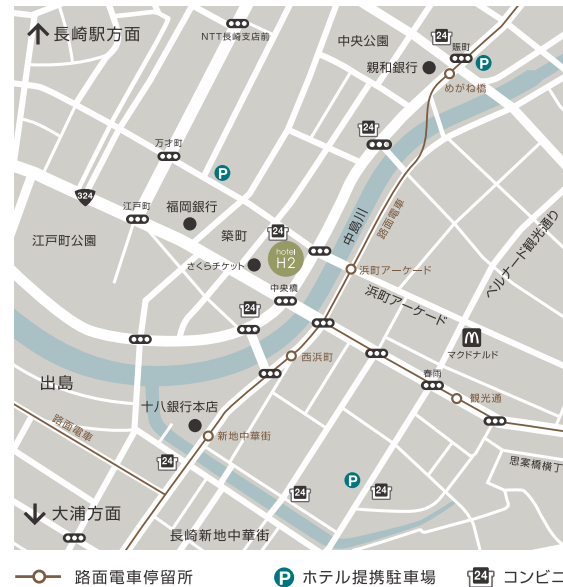 長崎駅方面
NTT長崎支店前
中央公園
24
賑町
P
親和銀行
めがね橋
24
万才町
P
324
江戸町
福岡銀行
江戸町公園
築町
24
hotel
H2
さくらチケット
中央橋
中島川
路面電車
浜町アーケード
浜町アーケード
ベルナード観光通り
24
マクドナルド
西浜町
春雨
観光通
出島
路面電車
十八銀行本店
新地中華街
24
思案橋横丁
P
24
24
大浦方面
長崎新地中華街
路面電車停留所
P ホテル提携駐車場
24 コンビニ